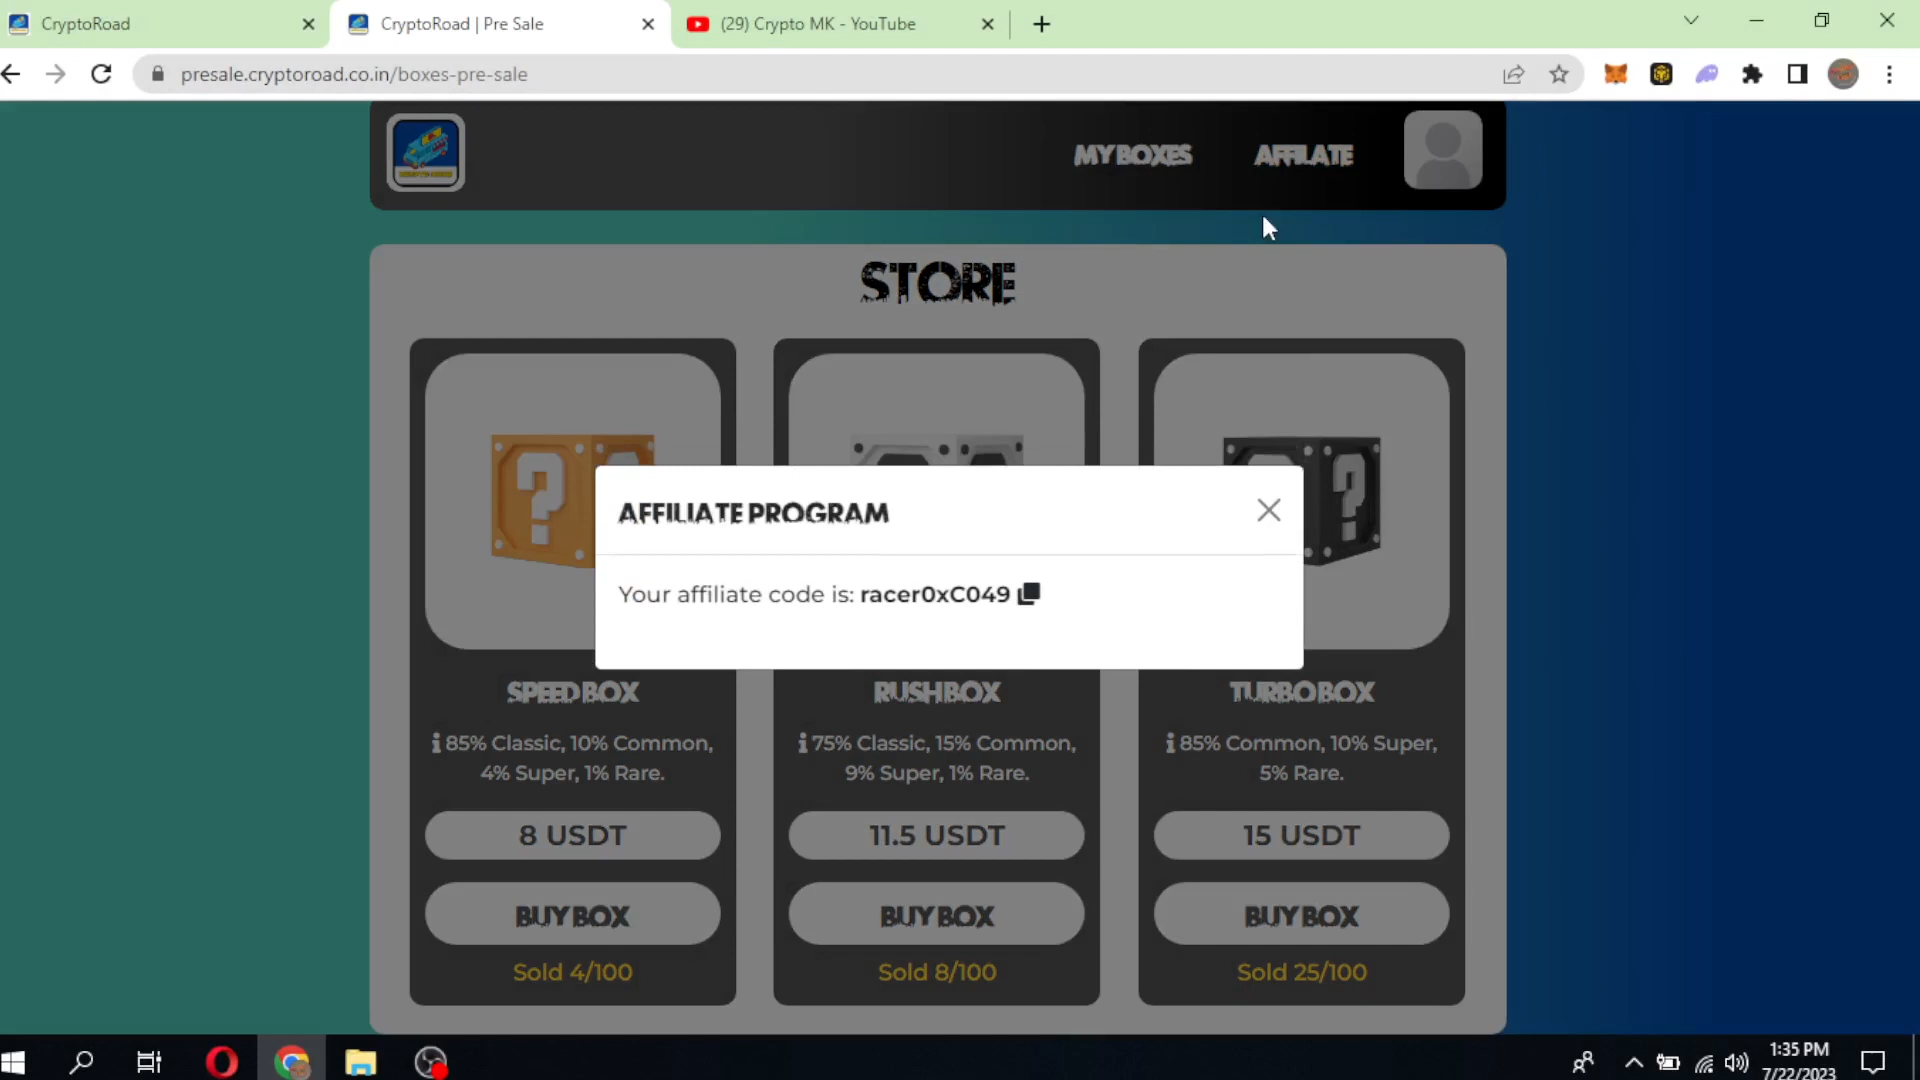 CryptoRoad
CryptoRoad | Pre Sale
(29) Crypto MK - YouTube
presale.cryptoroad.co.in/boxes-pre-sale
MY BOXES
AFFILIATE
STORE
AFFILIATE PROGRAM
Your affiliate code is: racer0xC049
SPEED BOX
85% Classic, 10% Common,
4% Super, 1% Rare.
8 USDT
BUY BOX
Sold 4/100
RUSH BOX
75% Classic, 15% Common,
9% Super, 1% Rare.
11.5 USDT
BUY BOX
Sold 8/100
TURBO BOX
85% Common, 10% Super,
5% Rare.
15 USDT
BUY BOX
Sold 25/100
1:35 PM
7/22/2023